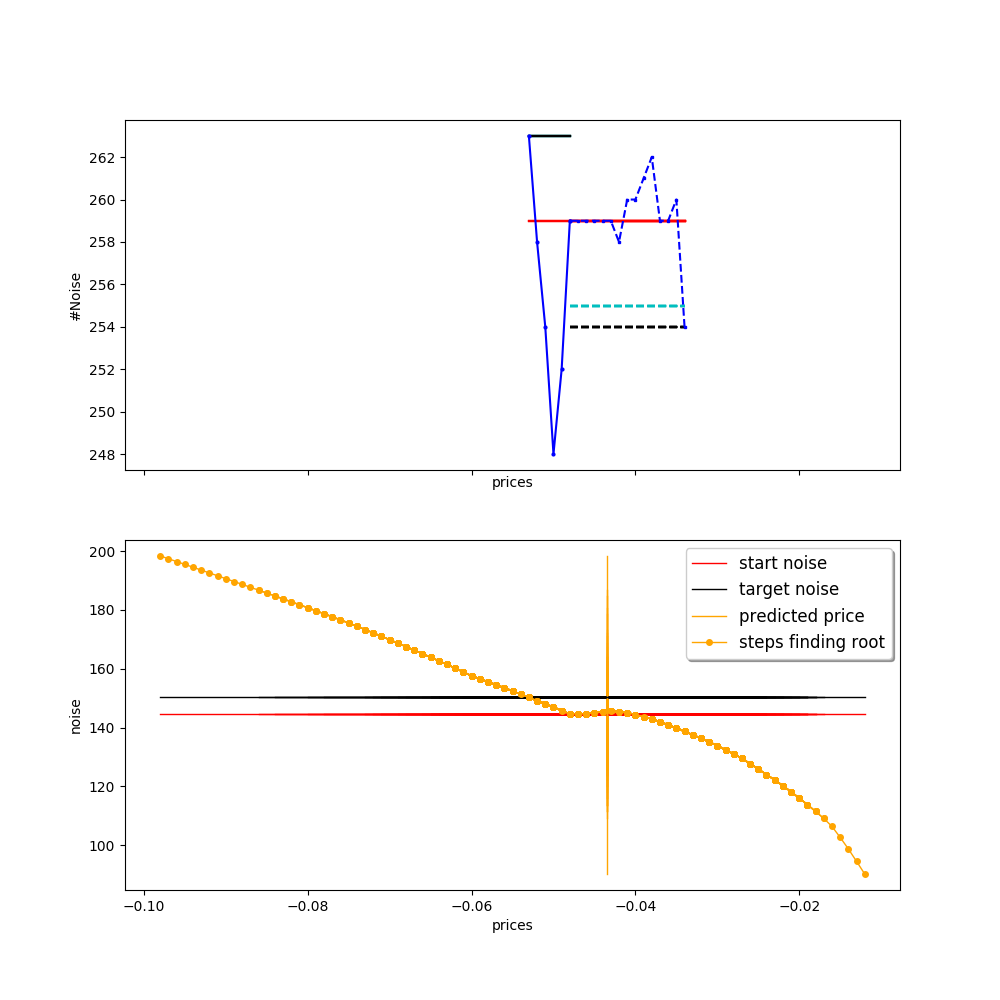 262
260
258
256
254
252
250
248
#Noise
prices
200
180
160
140
120
100
noise
start noise
target noise
predicted price
steps finding root
−0.10
−0.08
−0.06
−0.04
−0.02
prices